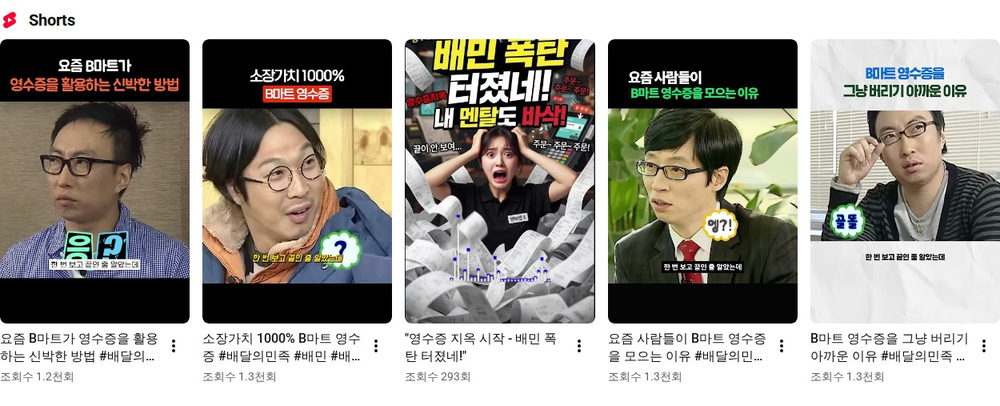 Shorts
요즘 B마트가
영수증을 활용하는 신박한 방법
응?
한 번 보고 끝인 줄 알았는데
요즘 B마트가 영수증을 활용
하는 신박한 방법 #배달의...
조회수 1.2천회
소장가치 1000%
B마트 영수증
?
한 번 보고 끝인 줄 알았는데
소장가치 1000% B마트 영수
증 #배달의민족 #배민 #배...
조회수 1.3천회
배민 폭탄
터졌네!
영수증지옥
내 멘탈도 바삭!
끝이 안 보여...
주문~
주문~ 주문!
주문~ 주문~ 주문!
"영수증 지옥 시작 - 배민 폭
탄 터졌네!"
조회수 293회
요즘 사람들이
B마트 영수증을 모으는 이유
엥?!
한 번 보고 끝인 줄 알았는데
요즘 사람들이 B마트 영수증
을 모으는 이유 #배달의민...
조회수 1.3천회
B마트 영수증을
그냥 버리기 아까운 이유
골똘
한 번 보고 끝인 줄 알았는데
B마트 영수증을 그냥 버리기
아까운 이유 #배달의민족 ...
조회수 1.3천회